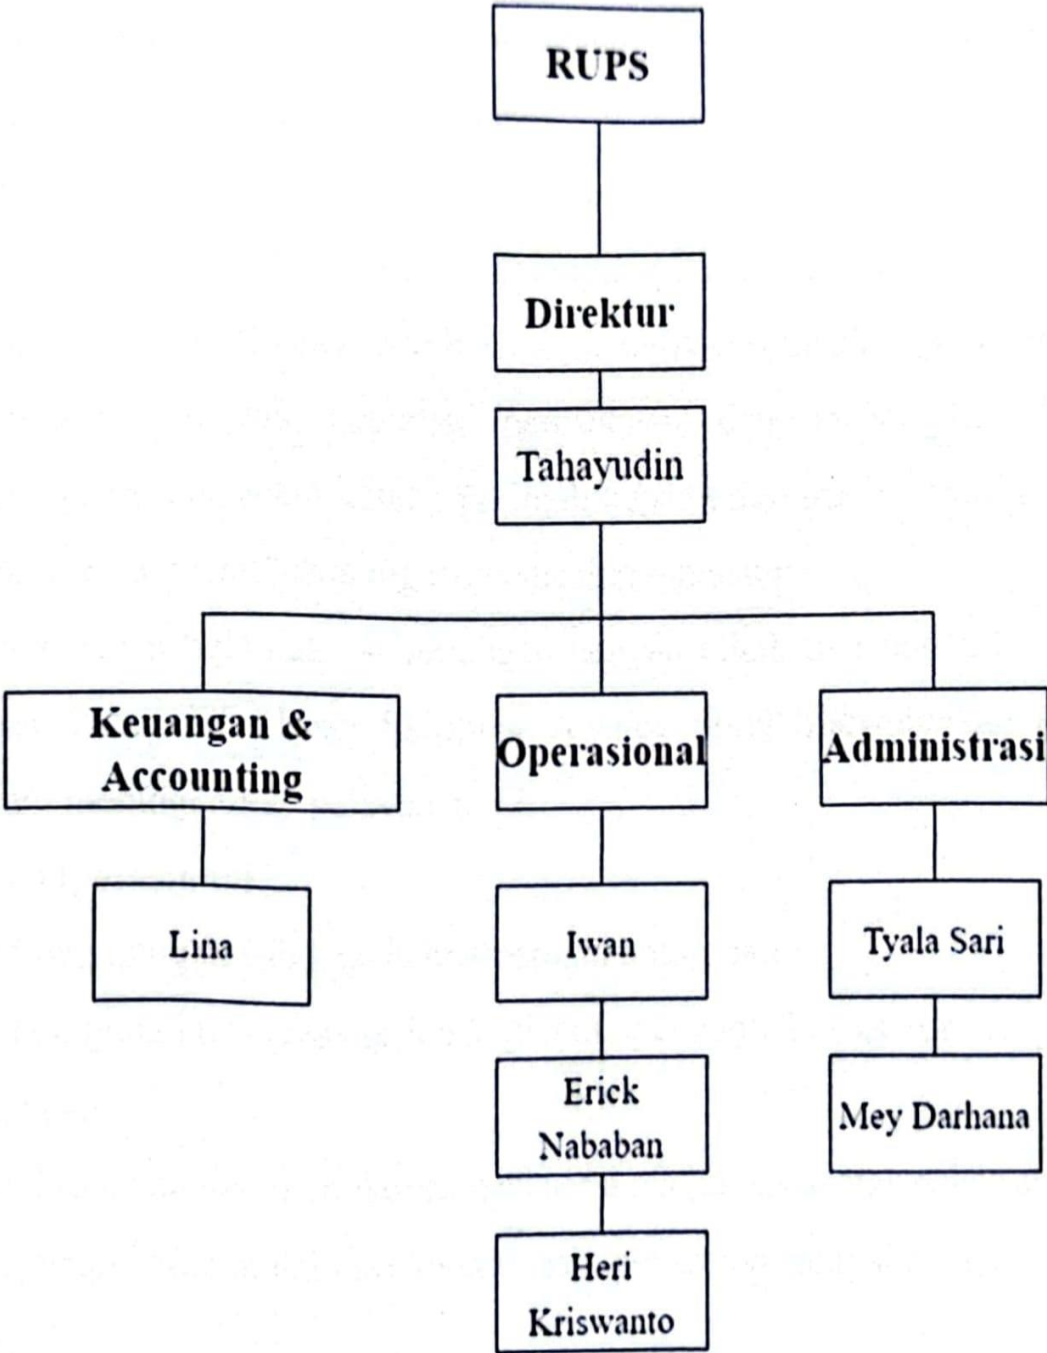 RUPS
Direktur
Tahayudin
Keuangan &
Accounting
Operasional
Administrasi
Lina
Iwan
Tyala Sari
Erick
Nababan
Mey Darhana
Heri
Kriswanto